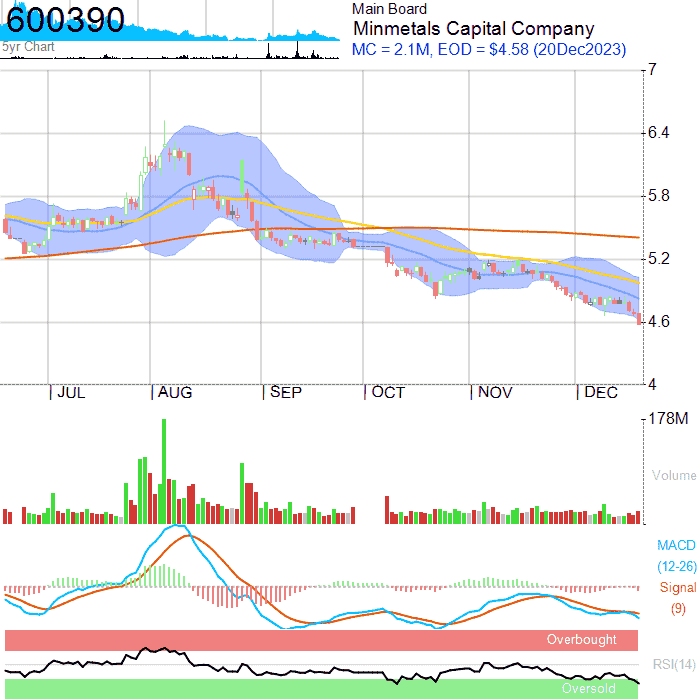 600390
Main Board
Minmetals Capital Company
MC = 2.1M, EOD = $4.58 (20Dec2023)
5yr Chart
7
6.4
5.8
5.2
4.6
4
JUL AUG SEP OCT NOV DEC
178M
Volume
MACD
(12-26)
Signal
(9)
Overbought
RSI(14)
Oversold